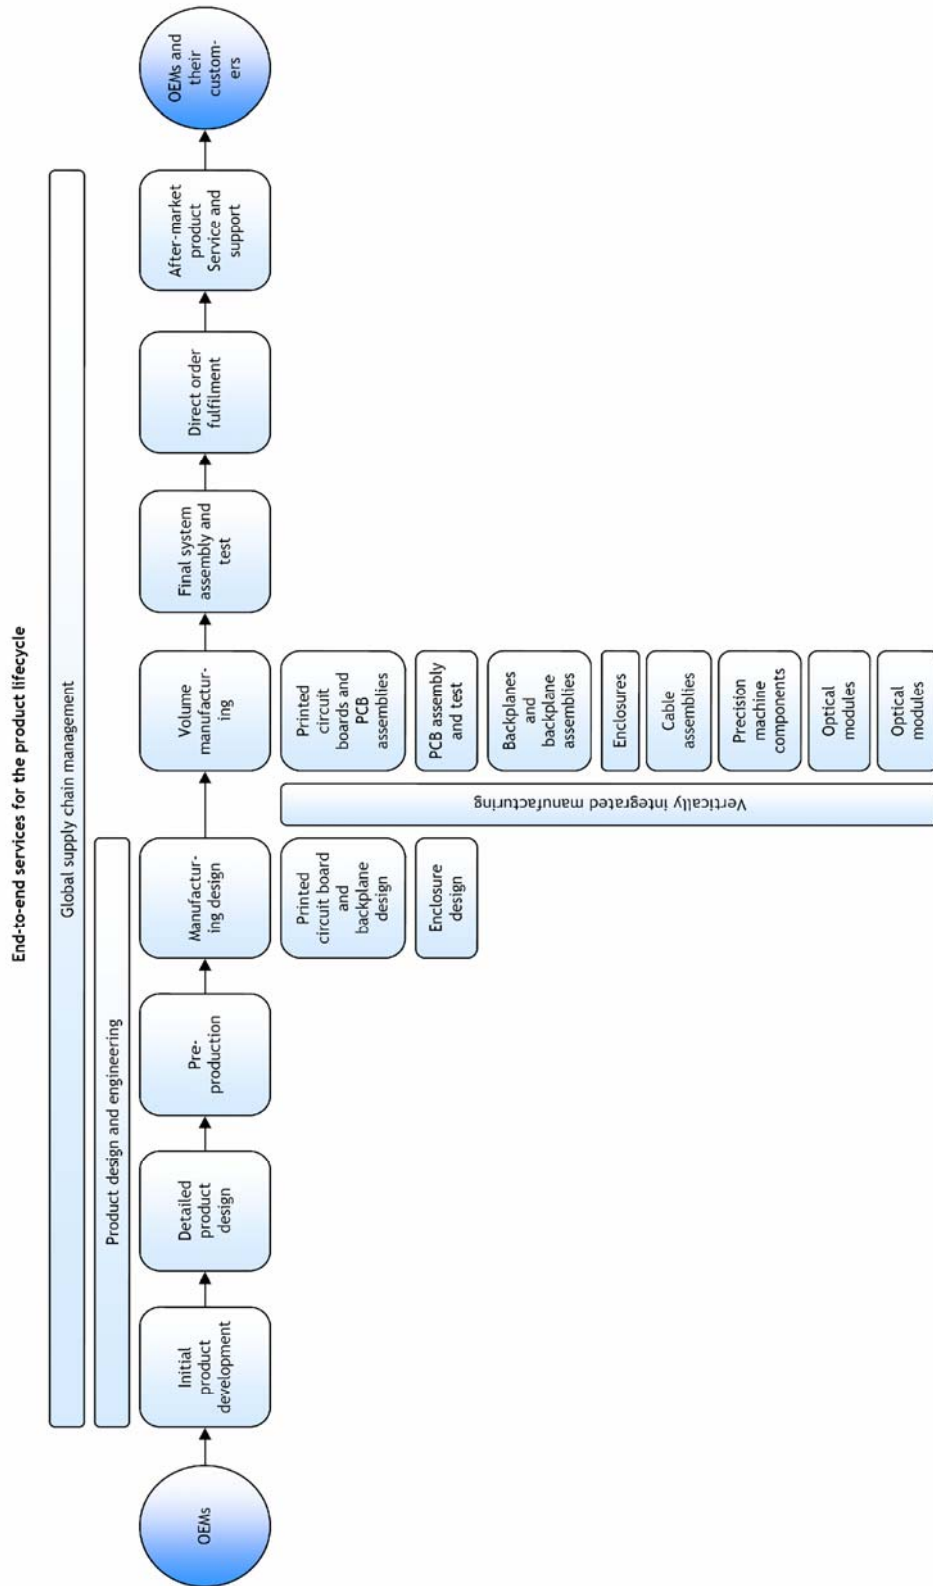 End-to-end services for the product lifecycle
Global supply chain management
Product design and engineering
OEMs
Initial
product
development
Detailed
product
design
Pre-
production
Manufactur-
ing design
Volume
manufactur-
ing
Final system
assembly and
test
Direct order
fulfilment
After-market
product
Service and
support
OEMs and
their
custom-
ers
Printed
circuit board
and
backplane
design
Enclosure
design
Vertically integrated manufacturing
Printed
circuit
boards and
PCB
assemblies
PCB assembly
and test
Backplanes
and
backplane
assemblies
Enclosures
Cable
assemblies
Precision
machine
components
Optical
modules
Optical
modules